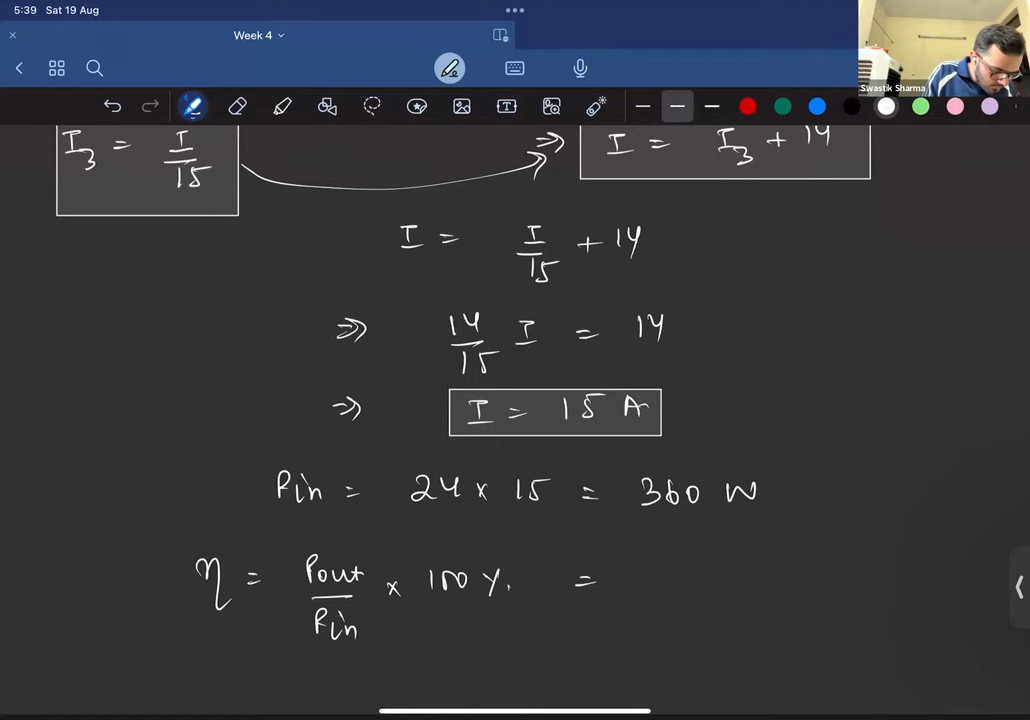 5:39 Sat 19 Aug
Week 4
Swastik Sharma
I₃ = I/15
⇒ I = I₃ + 14
I = I/15 + 14
⇒ 14/15 I = 14
⇒ I = 15 A
Pin = 24 × 15 = 360 W
η = Pout/Pin × 100 % =